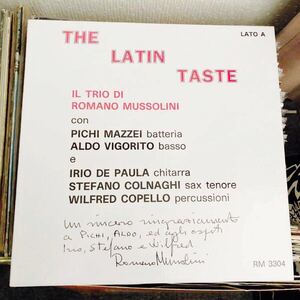 THE
LATO A
LATIN
TASTE
IL TRIO DI
ROMANO MUSSOLINI
con
PICHI MAZZEI batteria
ALDO VIGORITO basso
e
IRIO DE PAULA chitarra
STEFANO COLNAGHI sax tenore
WILFRED COPELLO percussioni
Un sincero ringraziamento
a PICHI, ALDO, ed agli ospiti
Irio, Stefano e Wilfred
Romano Mussolini
RM 3304